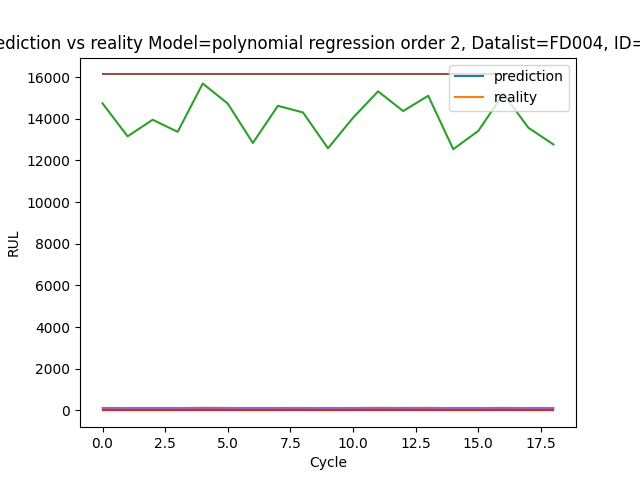 ediction vs reality Model=polynomial regression order 2, Datalist=FD004, ID=
16000
14000
12000
10000
8000
6000
4000
2000
0
RUL
prediction
reality
0.0 2.5 5.0 7.5 10.0 12.5 15.0 17.5
Cycle